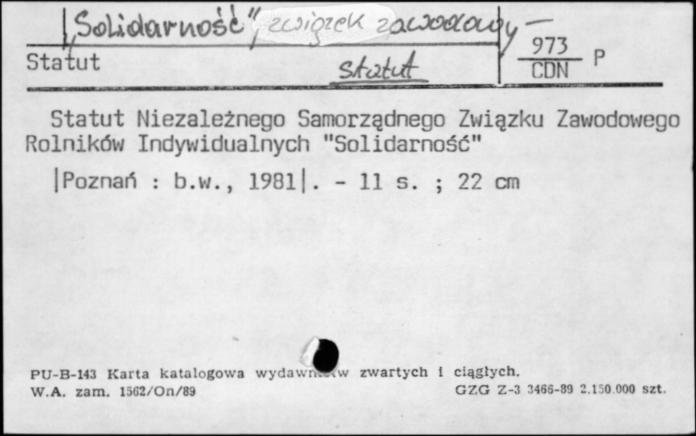 "Solidarność", związek zawodowy –
Statut
statut
973 P
CDN
Statut Niezależnego Samorządnego Związku Zawodowego
Rolników Indywidualnych "Solidarność"
|Poznań : b.w., 1981|. - 11 s. ; 22 cm
PU-B-143 Karta katalogowa wydawnictw zwartych i ciągłych.
W.A. zam. 1562/On/89
GZG Z-3 3466-89 2.150.000 szt.